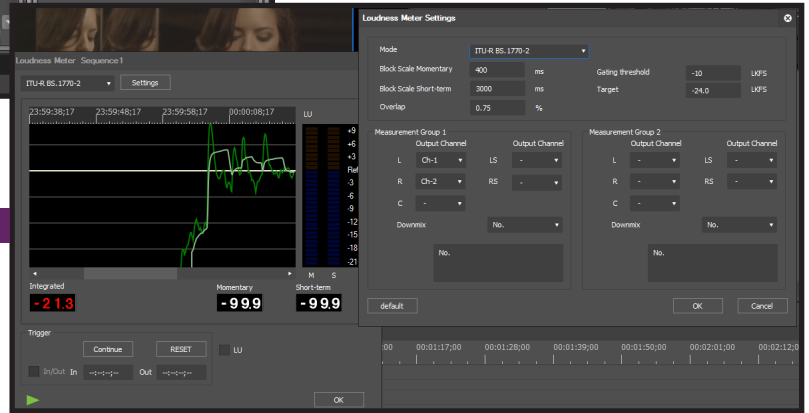 Loudness Meter Sequence1
ITU-R BS.1770-2
Settings
23:59:38;17 23:59:48;17 23:59:58;17 00:00:08;17
LU
+9
+6
+3
Ref
-3
-6
-9
-12
-15
-18
-21
M S
Integrated
Momentary
Short-term
-21.3
-99.9
-99.9
Trigger
Continue
RESET
LU
In/Out In --:--:--;-- Out --:--:--;--
OK
Loudness Meter Settings
Mode ITU-R BS.1770-2
Block Scale Momentary 400 ms Gating threshold -10 LKFS
Block Scale Short-term 3000 ms Target -24.0 LKFS
Overlap 0.75 %
Measurement Group 1
Output Channel Output Channel
L Ch-1 LS -
R Ch-2 RS -
C -
Downmix No.
No.
Measurement Group 2
Output Channel Output Channel
L - LS -
R - RS -
C -
Downmix No.
No.
default OK Cancel
:00 00:01:17;00 00:01:28;00 00:01:39;00 00:01:50;00 00:02:01;00 00:02:12;0